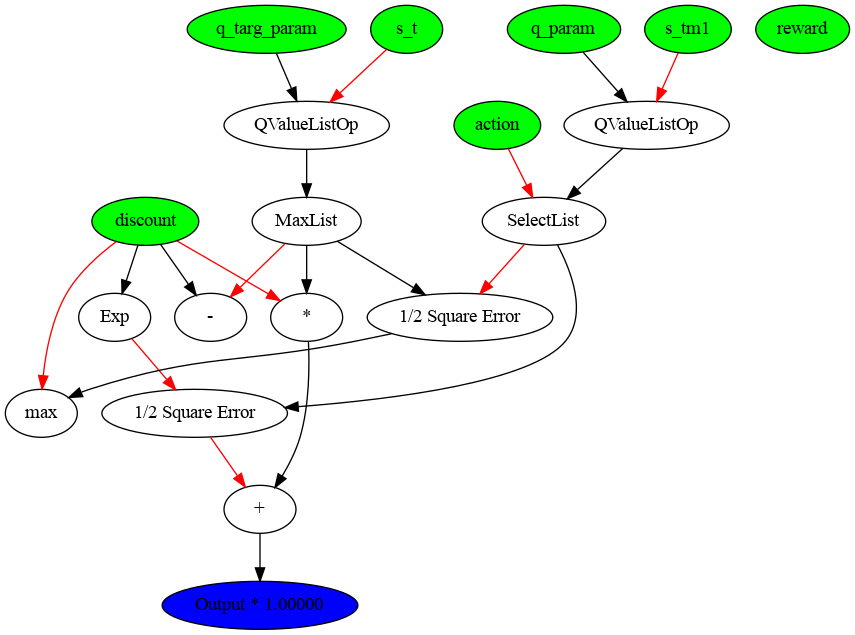 q_targ_param
s_t
q_param
s_tm1
reward
QValueListOp
action
QValueListOp
discount
MaxList
SelectList
Exp
-
*
1/2 Square Error
max
1/2 Square Error
+
Output * 1.00000